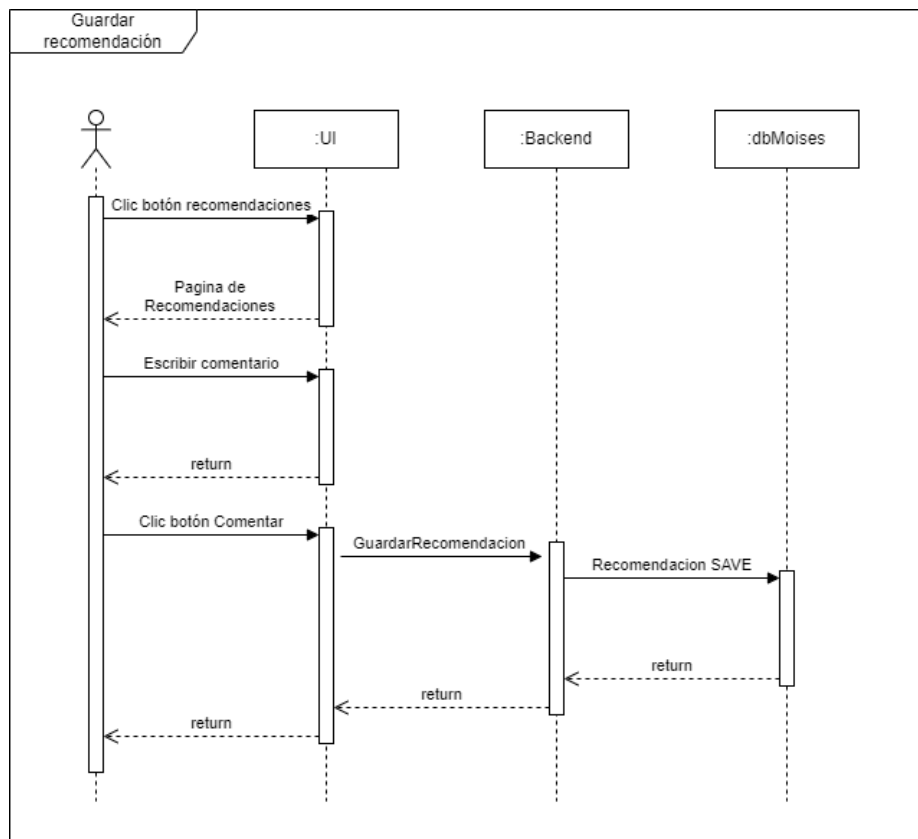 Guardar
recomendación
:UI
:Backend
:dbMoises
Clic botón recomendaciones
Pagina de
Recomendaciones
Escribir comentario
return
Clic botón Comentar
GuardarRecomendacion
Recomendacion SAVE
return
return
return